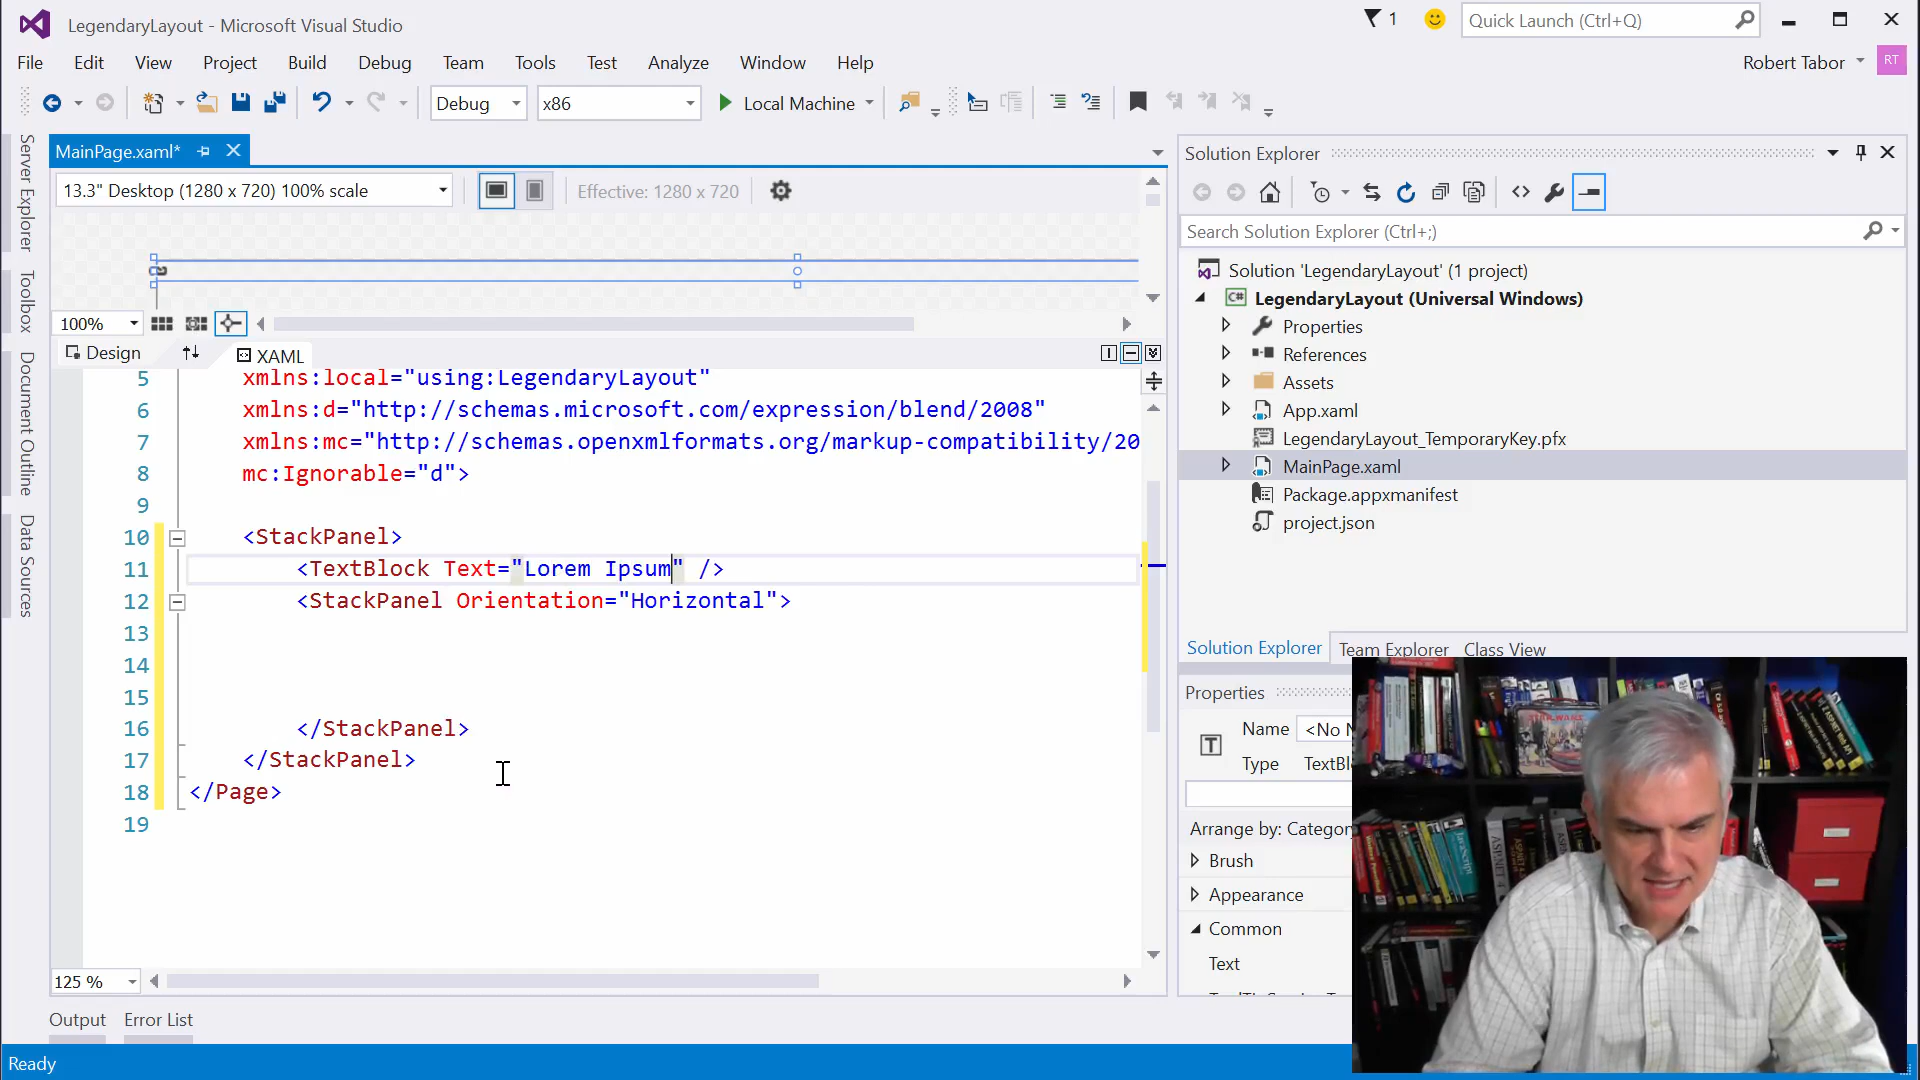 LegendaryLayout - Microsoft Visual Studio
1
Quick Launch (Ctrl+Q)
File Edit View Project Build Debug Team Tools Test Analyze Window Help
Robert Tabor RT
Debug x86 Local Machine
Server Explorer
Toolbox
Document Outline
Data Sources
MainPage.xaml*
13.3" Desktop (1280 x 720) 100% scale
Effective: 1280 x 720
100%
Design XAML
5 xmlns:local="using:LegendaryLayout"
6 xmlns:d="http://schemas.microsoft.com/expression/blend/2008"
7 xmlns:mc="http://schemas.openxmlformats.org/markup-compatibility/20
8 mc:Ignorable="d">
9
10 <StackPanel>
11 <TextBlock Text="Lorem Ipsum" />
12 <StackPanel Orientation="Horizontal">
13
14
15
16 </StackPanel>
17 </StackPanel>
18 </Page>
19
125 %
Output Error List
Ready
Solution Explorer
Search Solution Explorer (Ctrl+;)
Solution 'LegendaryLayout' (1 project)
C# LegendaryLayout (Universal Windows)
Properties
References
Assets
App.xaml
LegendaryLayout_TemporaryKey.pfx
MainPage.xaml
Package.appxmanifest
project.json
Solution Explorer Team Explorer Class View
Properties
Name <No N
Type TextBl
Arrange by: Category
Brush
Appearance
Common
Text
STAR WARS